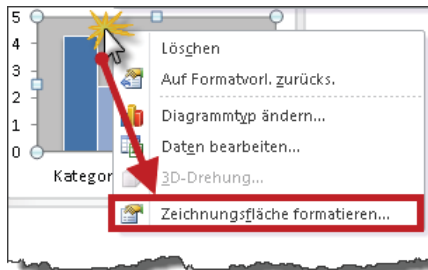 5
4
3
2
1
0
Kategor
Löschen
Auf Formatvorl. zurücks.
Diagrammtyp ändern...
Daten bearbeiten...
3D-Drehung...
Zeichnungsfläche formatieren...